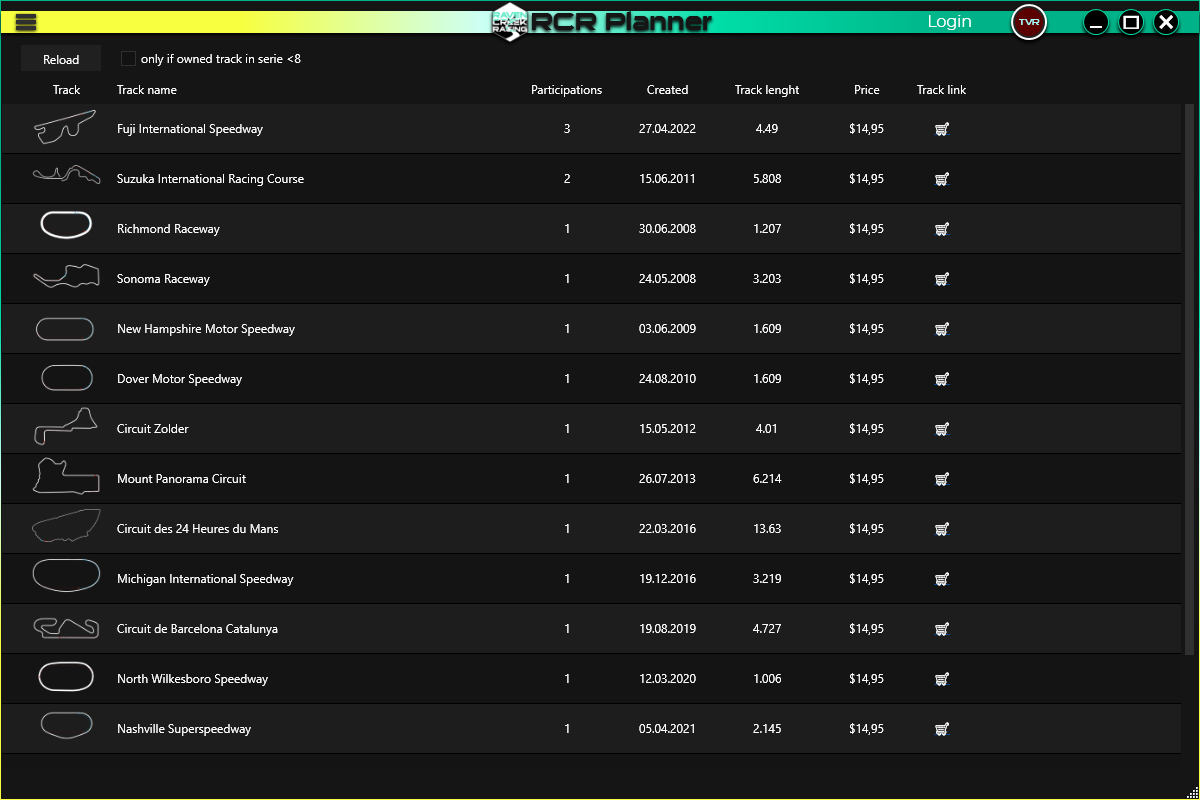 RAVEN CREEK RACING RCR Planner Login TVR
Reload only if owned track in serie <8
Track Track name Participations Created Track lenght Price Track link
Fuji International Speedway 3 27.04.2022 4.49 $14,95
Suzuka International Racing Course 2 15.06.2011 5.808 $14,95
Richmond Raceway 1 30.06.2008 1.207 $14,95
Sonoma Raceway 1 24.05.2008 3.203 $14,95
New Hampshire Motor Speedway 1 03.06.2009 1.609 $14,95
Dover Motor Speedway 1 24.08.2010 1.609 $14,95
Circuit Zolder 1 15.05.2012 4.01 $14,95
Mount Panorama Circuit 1 26.07.2013 6.214 $14,95
Circuit des 24 Heures du Mans 1 22.03.2016 13.63 $14,95
Michigan International Speedway 1 19.12.2016 3.219 $14,95
Circuit de Barcelona Catalunya 1 19.08.2019 4.727 $14,95
North Wilkesboro Speedway 1 12.03.2020 1.006 $14,95
Nashville Superspeedway 1 05.04.2021 2.145 $14,95